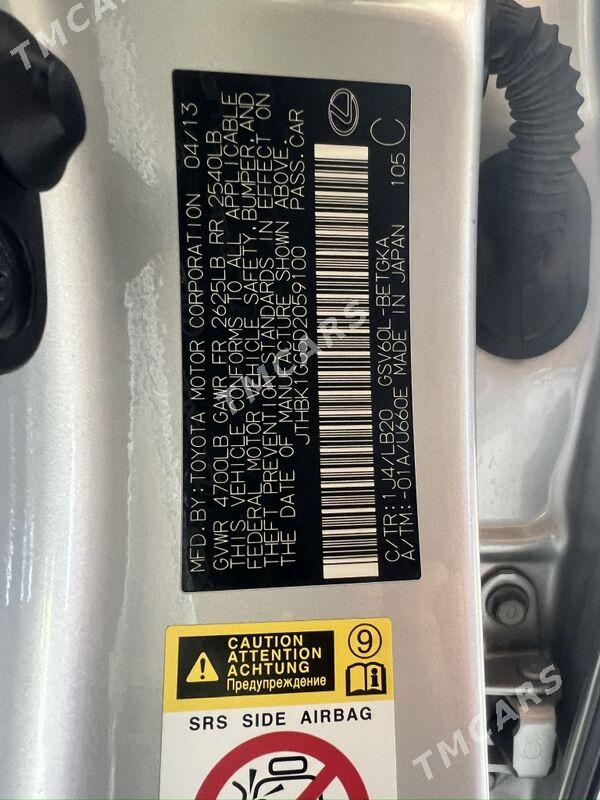 MFD. BY: TOYOTA MOTOR CORPORATION 04/13
GVWR 4700LB GAWR FR 2625LB RR 2540LB
THIS VEHICLE CONFORMS TO ALL APPLICABLE
FEDERAL MOTOR VEHICLE SAFETY, BUMPER, AND
THEFT PREVENTION STANDARDS IN EFFECT ON
THE DATE OF MANUFACTURE SHOWN ABOVE.
JTHBK1GG2D2059100 PASS. CAR
C/TR: 1J4/LB20 GSV60L-BETGKA
A/TM: -01A/U660E MADE IN JAPAN 105
C
CAUTION
ATTENTION
ACHTUNG
Предупреждение
9
SRS SIDE AIRBAG
TMCARS
TMCARS
TMCARS